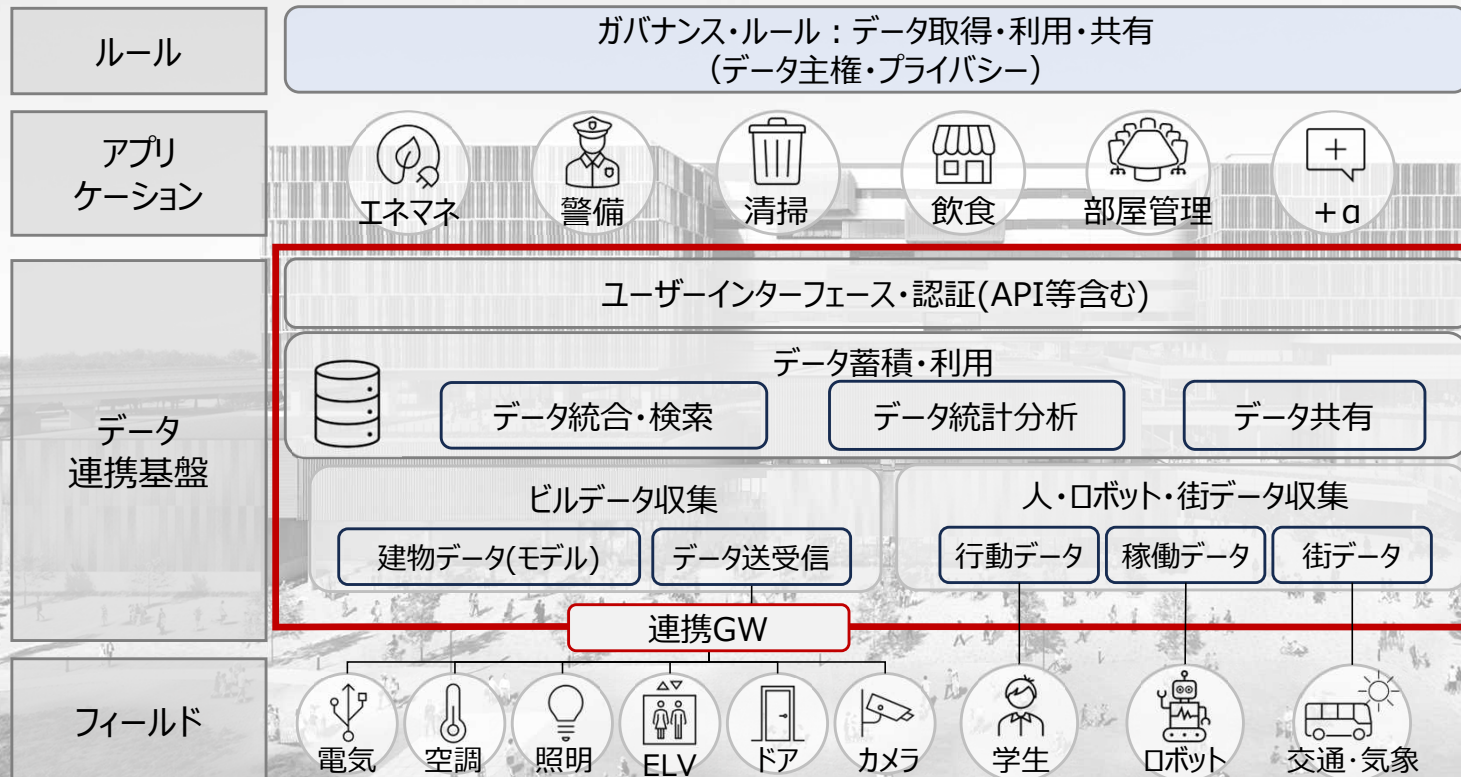 ルール
ガバナンス・ルール：データ取得・利用・共有
（データ主権・プライバシー）
アプリ
ケーション
エネマネ
警備
清掃
飲食
部屋管理
+α
データ
連携基盤
ユーザーインターフェース・認証(API等含む)
データ蓄積・利用
データ統合・検索
データ統計分析
データ共有
ビルデータ収集
建物データ(モデル)
データ送受信
人・ロボット・街データ収集
行動データ
稼働データ
街データ
連携GW
フィールド
電気
空調
照明
ELV
ドア
カメラ
学生
ロボット
交通・気象